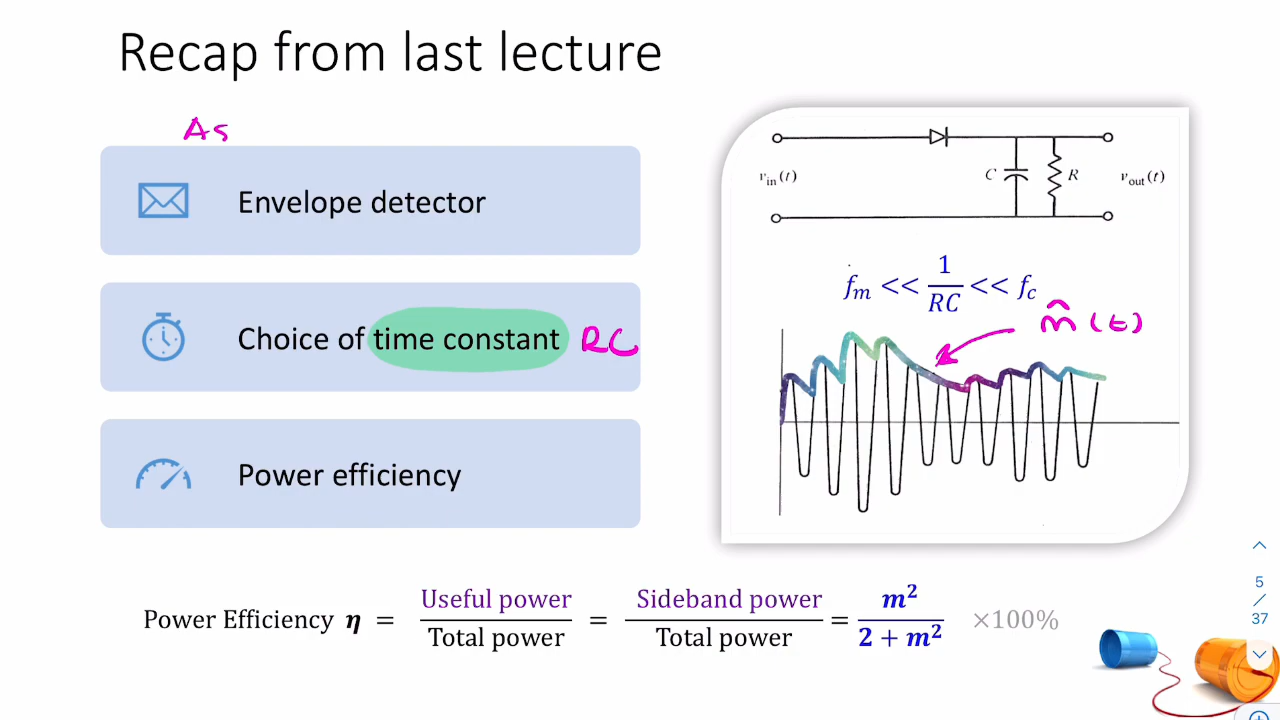 Recap from last lecture
As
Envelope detector
Choice of time constant RC
Power efficiency
v_in(t) C R v_out(t)
f_m << 1/RC << f_c
m̂(t)
Power Efficiency η = Useful power / Total power = Sideband power / Total power = m² / 2 + m² ×100%
5
/
37